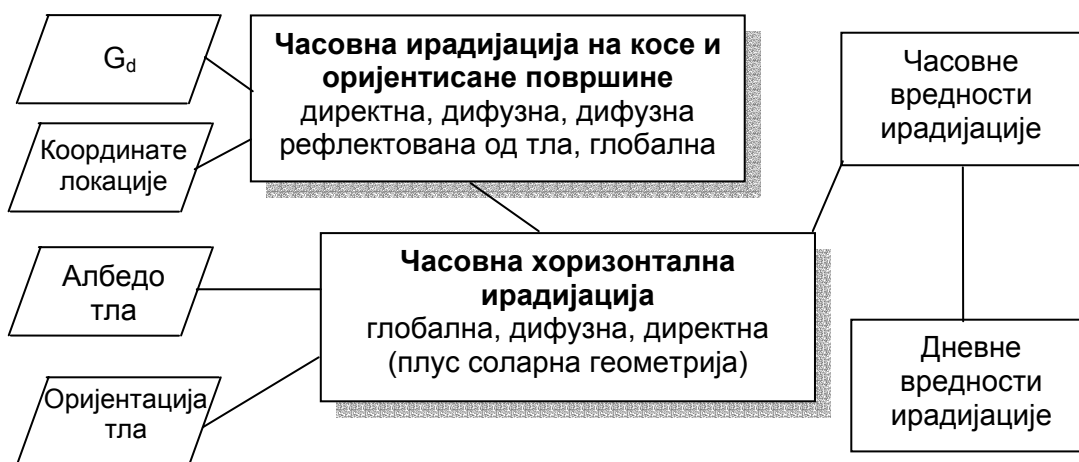 G_d
Координате
локације
Албедо
тла
Оријентација
тла
Часовна ирадијација на косе и
оријентисане површине
директна, дифузна, дифузна
рефлектована од тла, глобална
Часовна хоризонтална
ирадијација
глобална, дифузна, директна
(плус соларна геометрија)
Часовне
вредности
ирадијације
Дневне
вредности
ирадијације